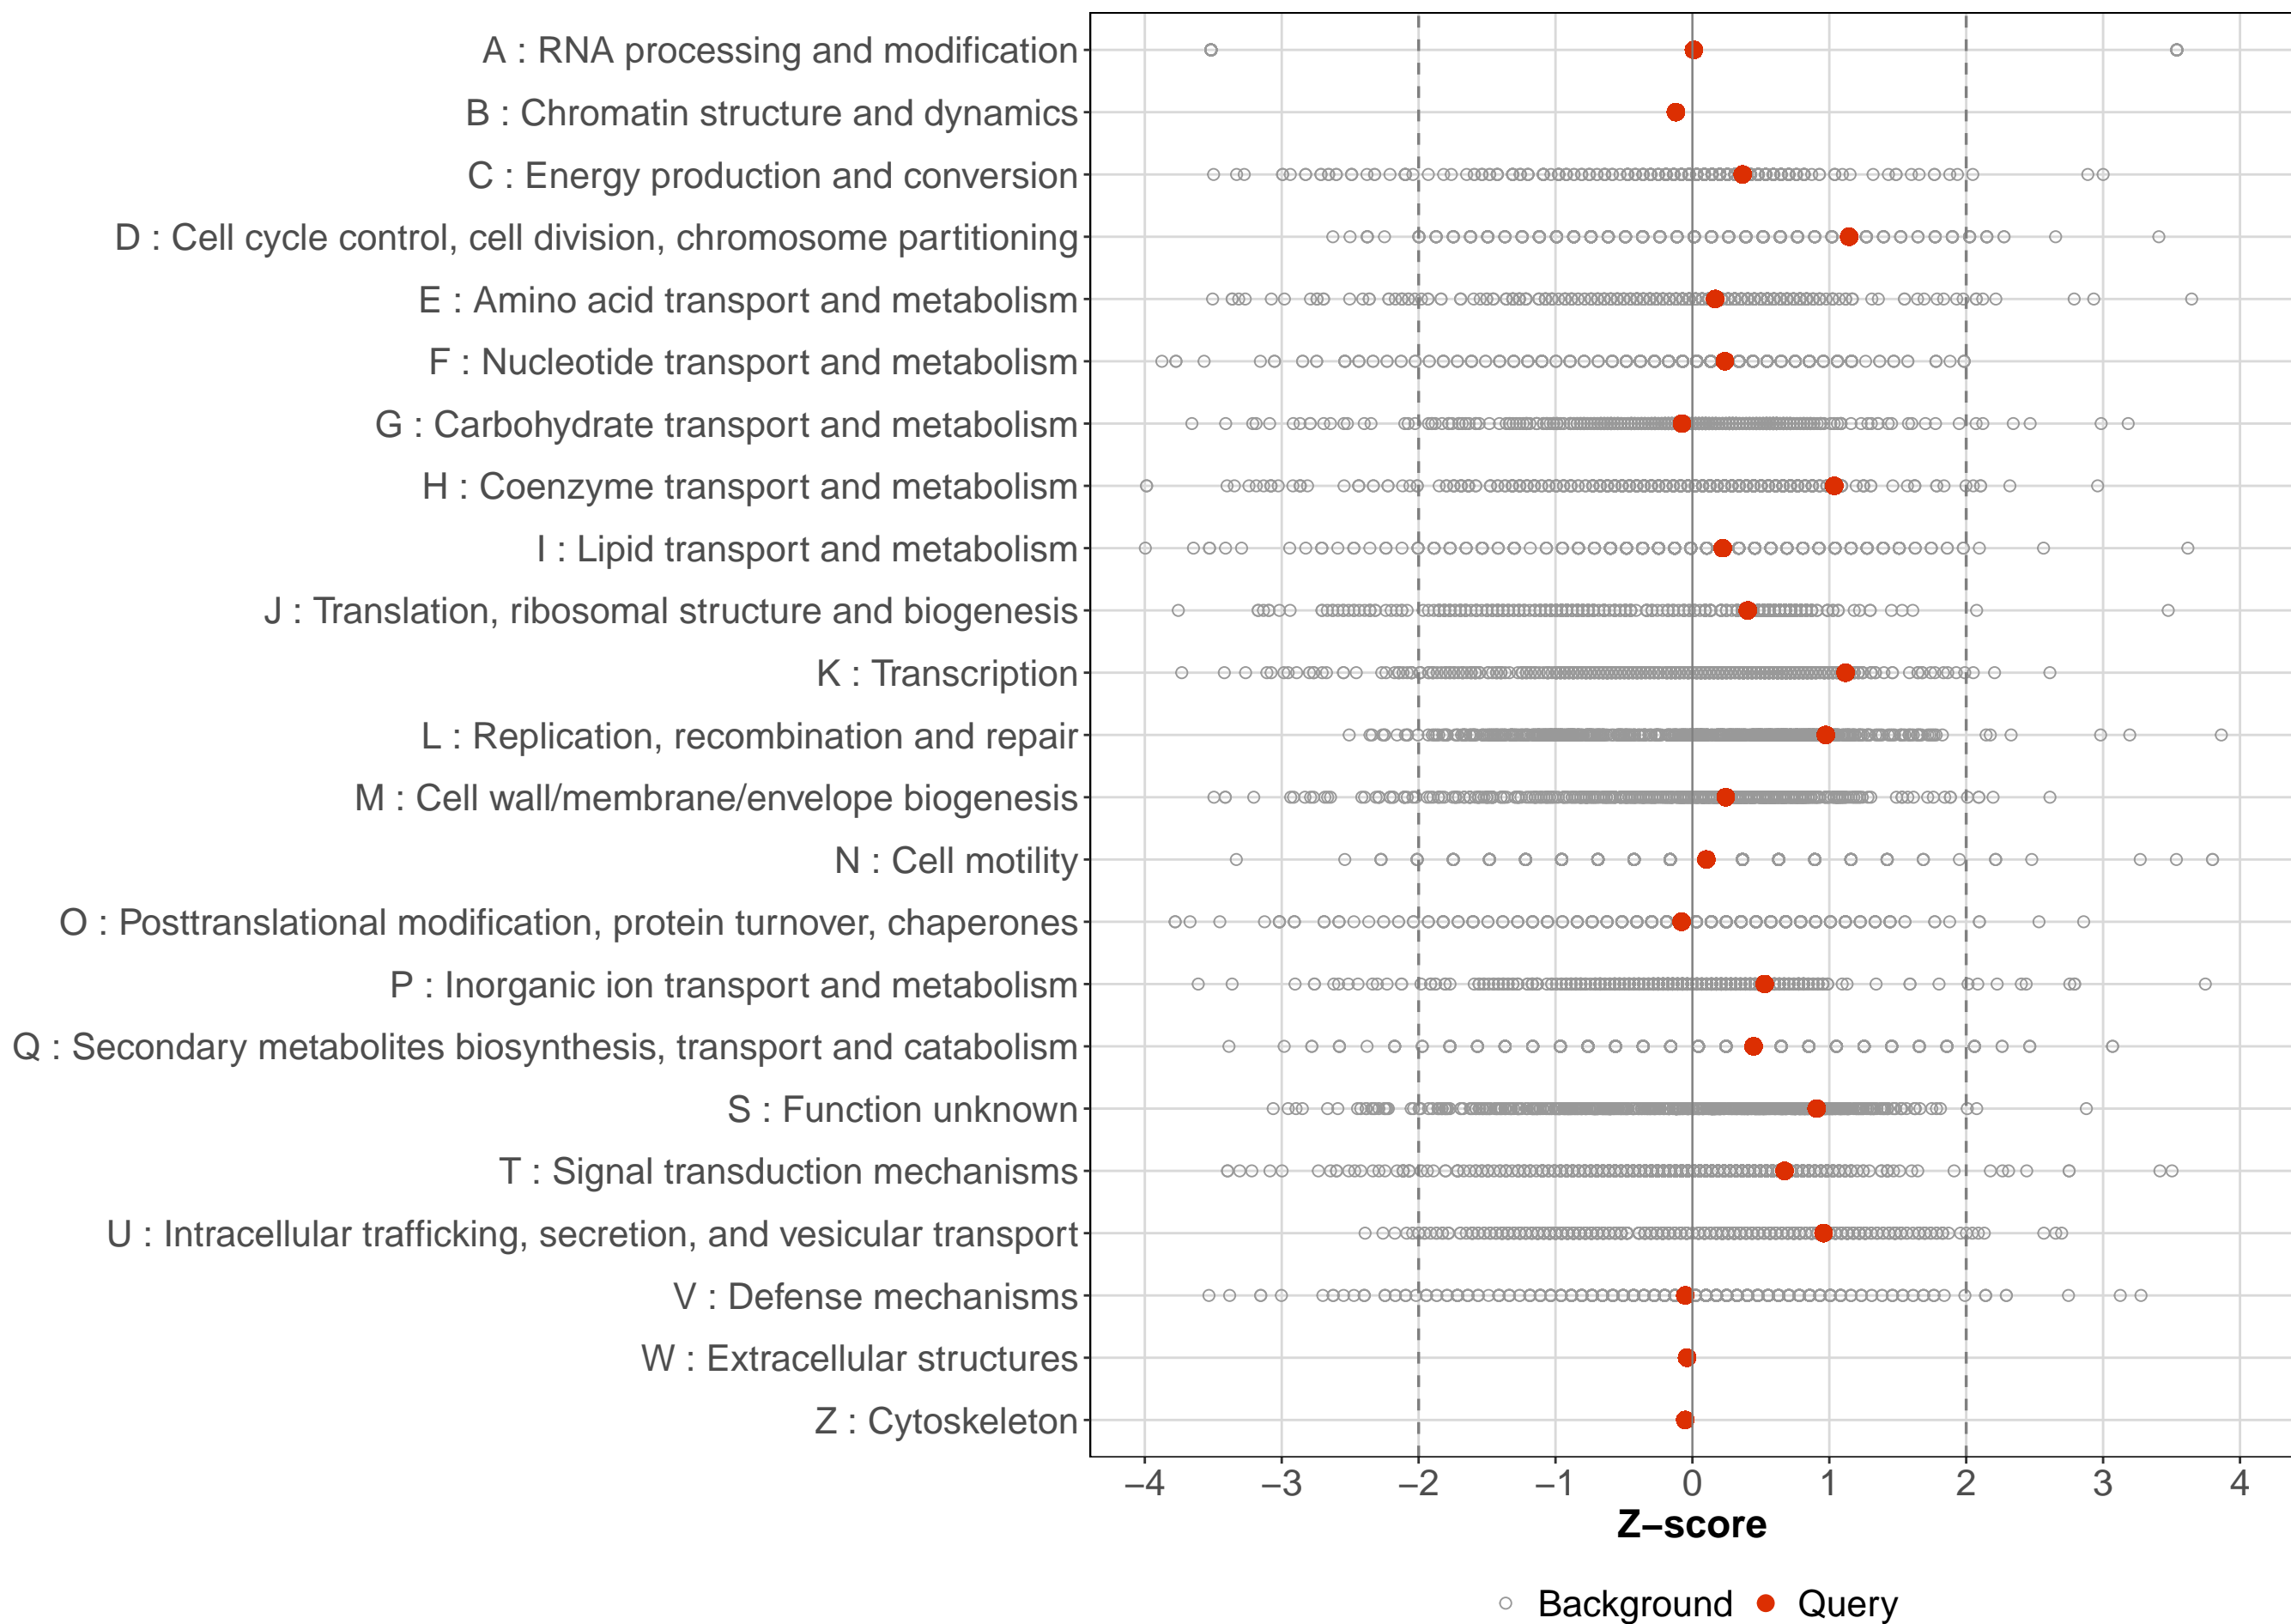 A : RNA processing and modification
B : Chromatin structure and dynamics
C : Energy production and conversion
D : Cell cycle control, cell division, chromosome partitioning
E : Amino acid transport and metabolism
F : Nucleotide transport and metabolism
G : Carbohydrate transport and metabolism
H : Coenzyme transport and metabolism
I : Lipid transport and metabolism
J : Translation, ribosomal structure and biogenesis
K : Transcription
L : Replication, recombination and repair
M : Cell wall/membrane/envelope biogenesis
N : Cell motility
O : Posttranslational modification, protein turnover, chaperones
P : Inorganic ion transport and metabolism
Q : Secondary metabolites biosynthesis, transport and catabolism
S : Function unknown
T : Signal transduction mechanisms
U : Intracellular trafficking, secretion, and vesicular transport
V : Defense mechanisms
W : Extracellular structures
Z : Cytoskeleton
−4 −3 −2 −1 0 1 2 3 4
Z−score
Background Query